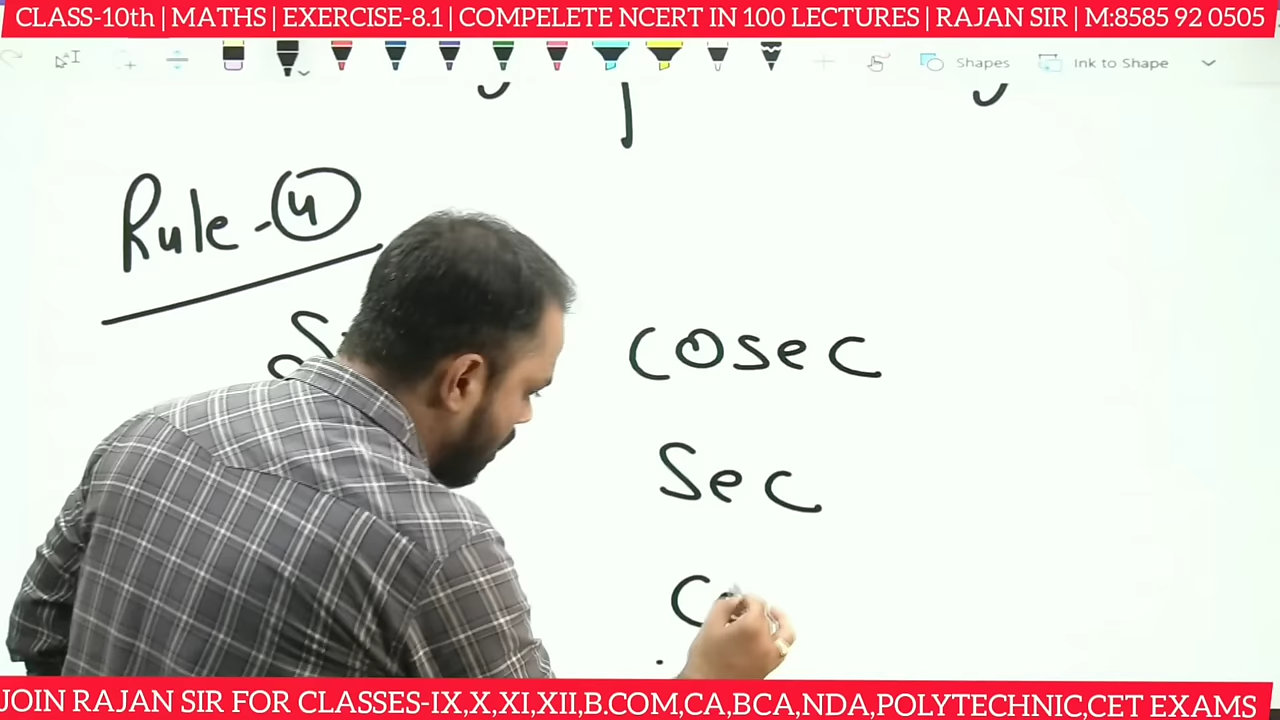 CLASS-10th | MATHS | EXERCISE-8.1 | COMPELETE NCERT IN 100 LECTURES | RAJAN SIR | M:8585 92 0505
Shapes Ink to Shape
Rule-4
cosec
Sec
JOIN RAJAN SIR FOR CLASSES-IX,X,XI,XII,B.COM,CA,BCA,NDA,POLYTECHNIC,CET EXAMS